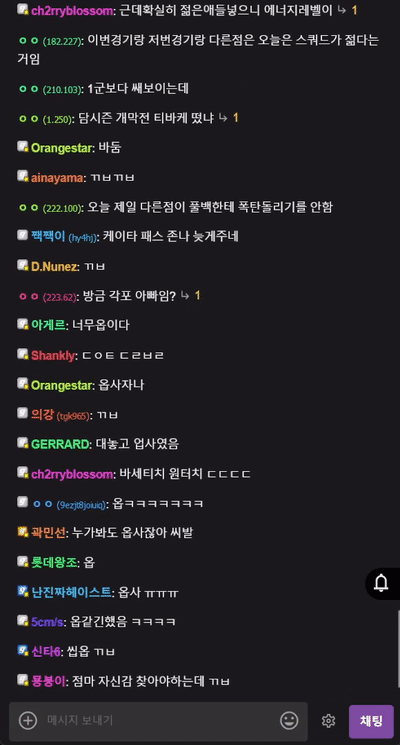 ch2rryblossom: 근데확실히 젊은애들넣으니 에너지레벨이 ↳ 1
ㅇㅇ (182.227): 이번경기랑 저번경기랑 다른점은 오늘은 스쿼드가 젊다는
거임
ㅇㅇ (210.103): 1군보다 쌔보이는데
ㅇㅇ (1.250): 담시즌 개막전 티바케 떴냐 ↳ 1
Orangestar: 바둠
ainayama: ㄲㅂㄲㅂ
ㅇㅇ (222.100): 오늘 제일 다른점이 풀백한테 폭탄돌리기를 안함
짹짹이 (hy4hj): 케이타 패스 존나 늦게주네
D.Nunez: ㄲㅂ
ㅇㅇ (223.62): 방금 각포 아빠임? ↳ 1
아게르: 너무옵이다
Shankly: ㄷㅇㅌ ㄷㄹㅂㄹ
Orangestar: 옵사자나
의강 (tgk965): ㄲㅂ
GERRARD: 대놓고 업사였음
ch2rryblossom: 바세티치 원터치 ㄷㄷㄷㄷ
ㅇㅇ (9ezjt8joiuiq): 옵ㅋㅋㅋㅋㅋㅋㅋ
곽민선: 누가봐도 옵사잖아 씨발
롯데왕조: 옵
난진짜헤이스트: 옵사 ㅠㅠㅠ
5cm/s: 옵같긴했음 ㅋㅋㅋㅋ
신타6: 씹옵 ㄲㅂ
푱붕이: 점마 자신감 찾아야하는데 ㄲㅂ
메시지 보내기
채팅